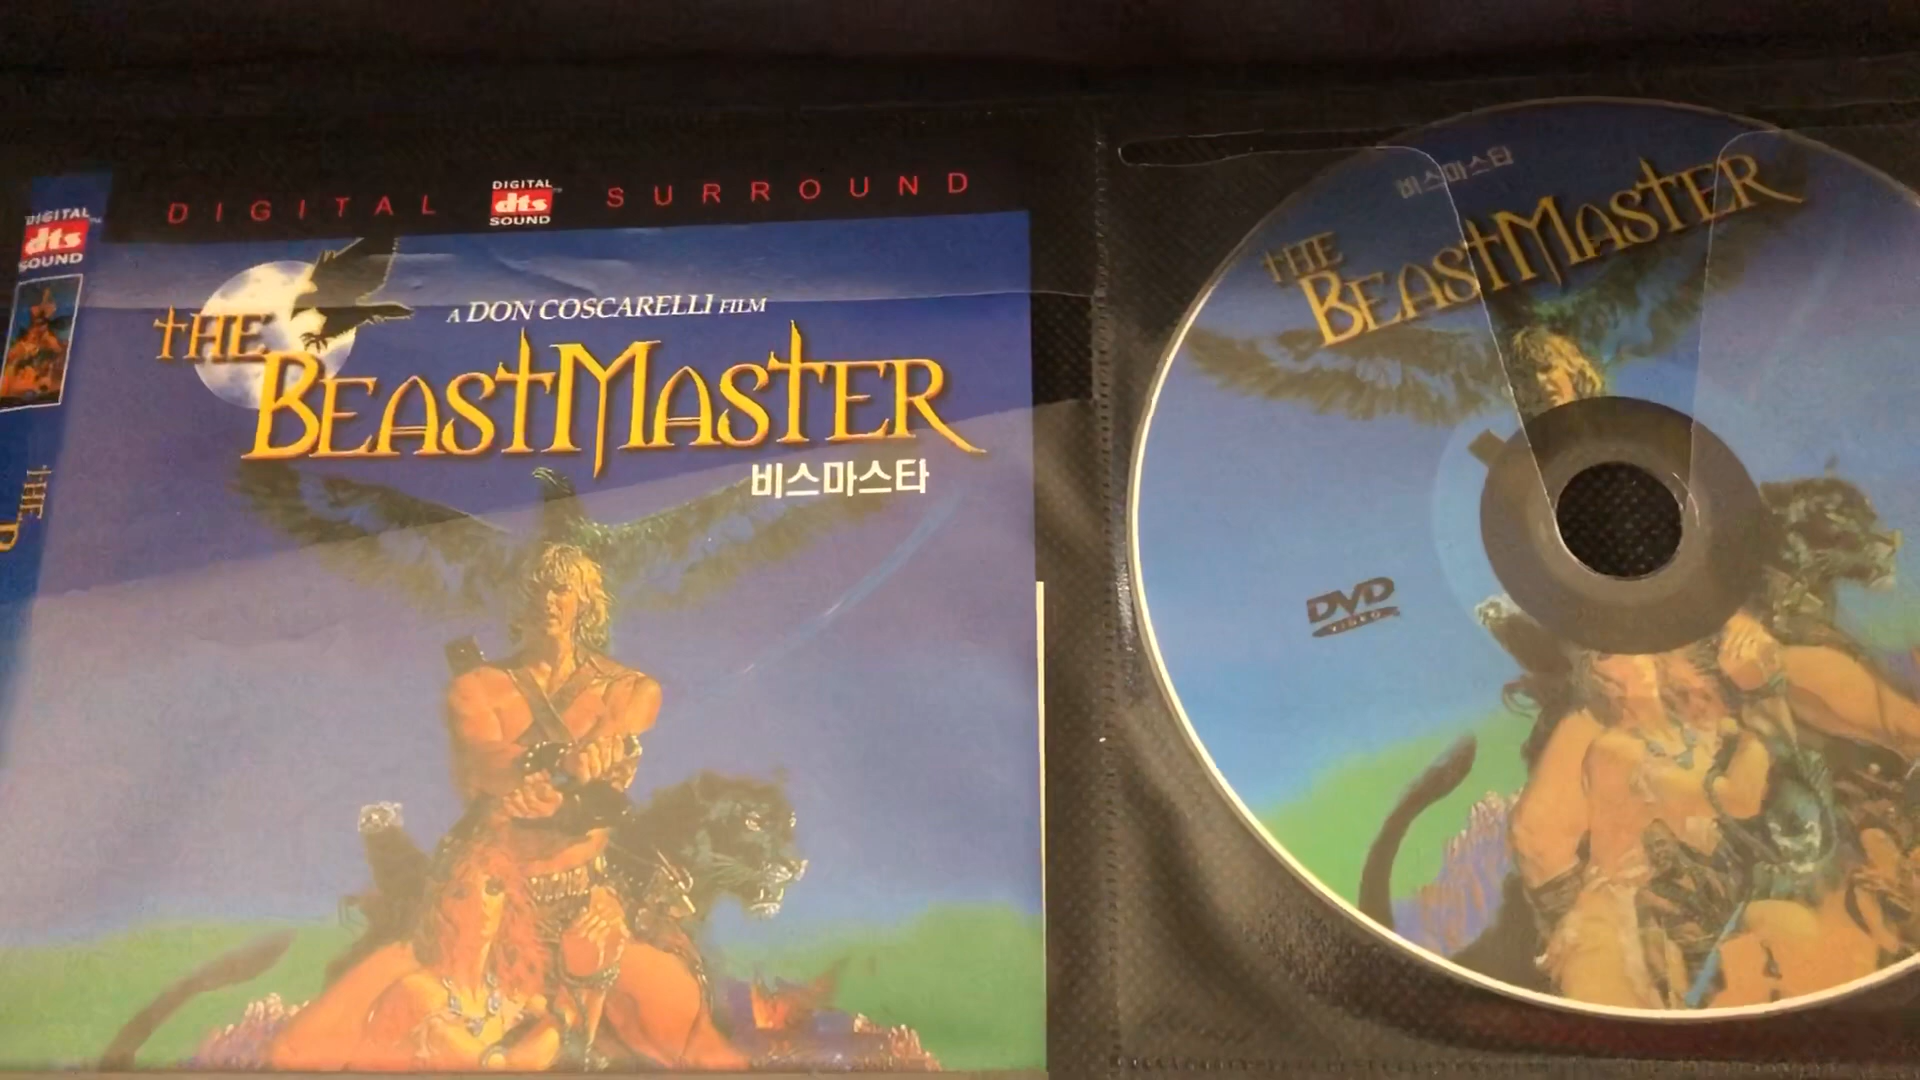 DIGITAL
dts
SOUND
THE
DIGITAL SURROUND
DIGITAL
dts
SOUND
A DON COSCARELLI FILM
THE
BEASTMASTER
비스마스타
비스마스타
THE
BEASTMASTER
DVD
VIDEO